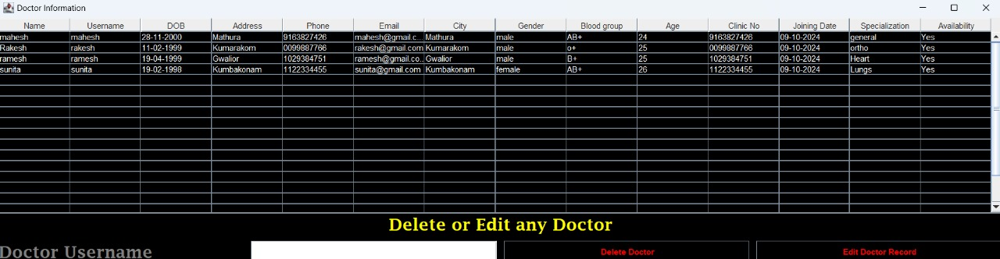 Doctor Information
Name Username DOB Address Phone Email City Gender Blood group Age Clinic No Joining Date Specialization Availability
mahesh mahesh 28-11-2000 Mathura 9163827426 mahesh@gmail.c... Mathura male AB+ 24 9163827426 09-10-2024 general Yes
Rakesh rakesh 11-02-1999 Kumarakom 0099887766 rakesh@gmail.com Kumarakom male o+ 25 0099887766 09-10-2024 ortho Yes
ramesh ramesh 19-04-1999 Gwalior 1029384751 ramesh@gmail.co... Gwalior male B+ 25 1029384751 09-10-2024 Heart Yes
sunita sunita 19-02-1998 Kumbakonam 1122334455 sunita@gmail.com Kumbakonam female AB+ 26 1122334455 09-10-2024 Lungs Yes
Delete or Edit any Doctor
Doctor Username Delete Doctor Edit Doctor Record